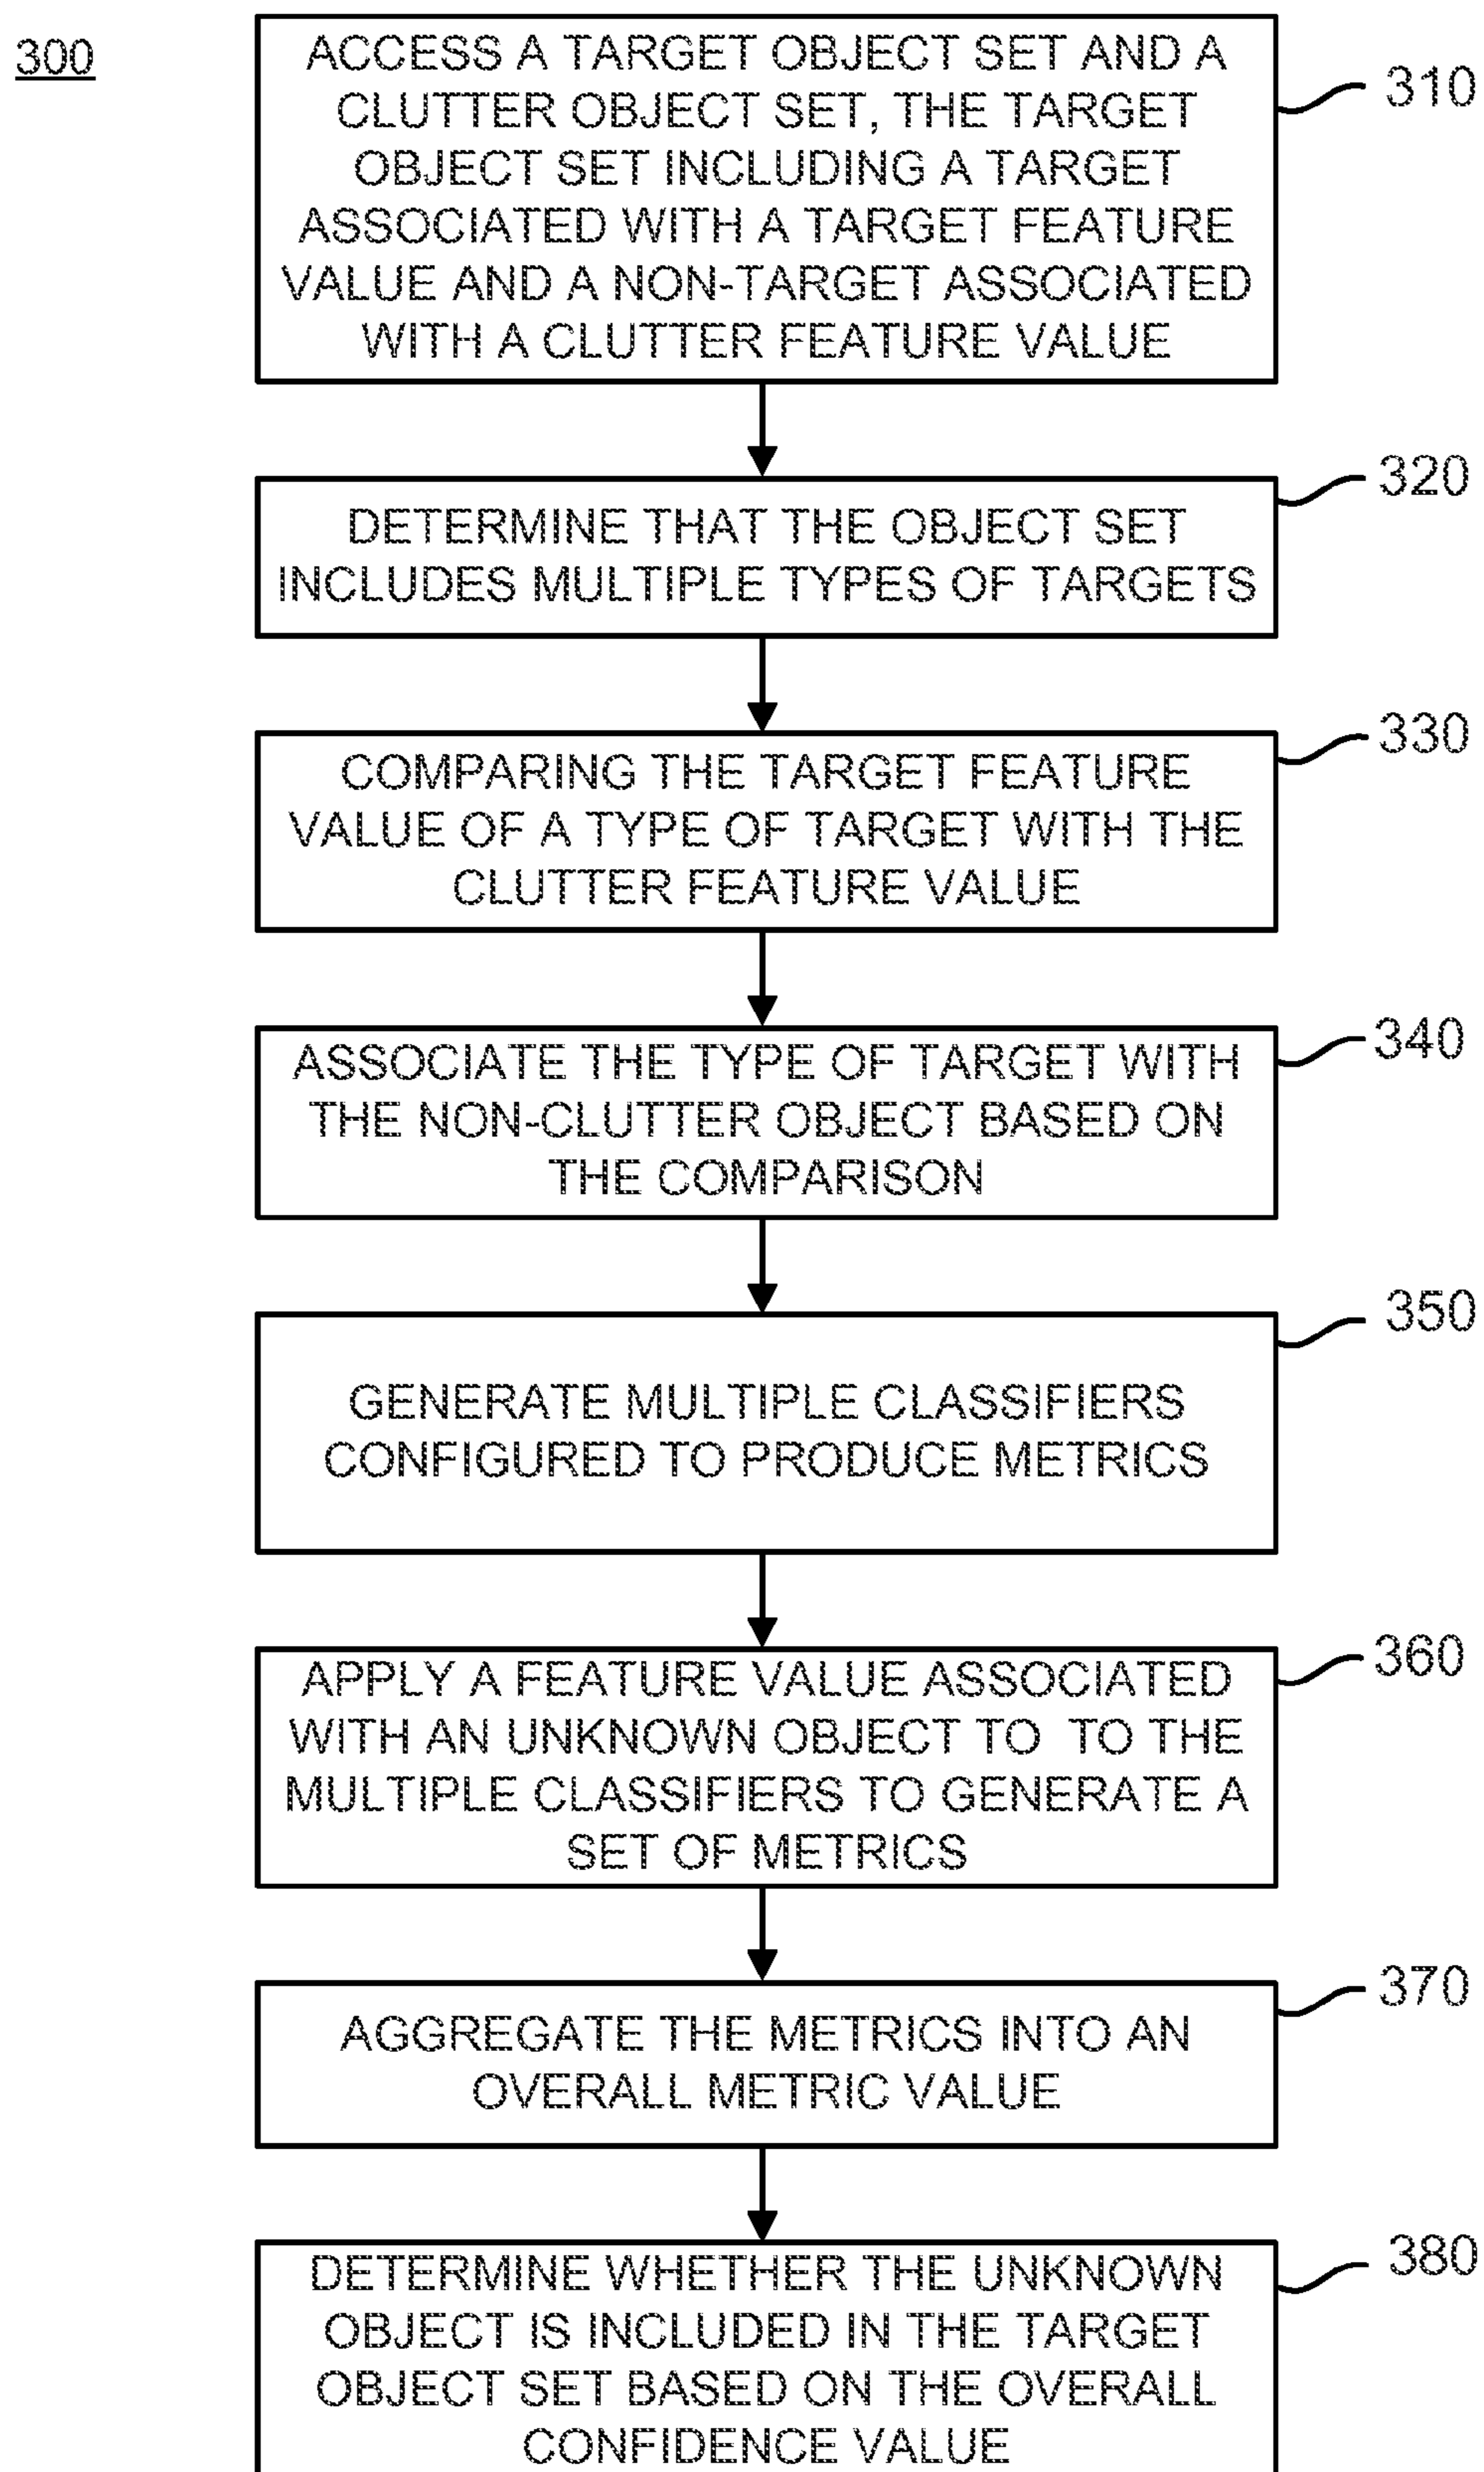 300
ACCESS A TARGET OBJECT SET AND A
CLUTTER OBJECT SET, THE TARGET
OBJECT SET INCLUDING A TARGET
ASSOCIATED WITH A TARGET FEATURE
VALUE AND A NON-TARGET ASSOCIATED
WITH A CLUTTER FEATURE VALUE
310
DETERMINE THAT THE OBJECT SET
INCLUDES MULTIPLE TYPES OF TARGETS
320
COMPARING THE TARGET FEATURE
VALUE OF A TYPE OF TARGET WITH THE
CLUTTER FEATURE VALUE
330
ASSOCIATE THE TYPE OF TARGET WITH
THE NON-CLUTTER OBJECT BASED ON
THE COMPARISON
340
GENERATE MULTIPLE CLASSIFIERS
CONFIGURED TO PRODUCE METRICS
350
APPLY A FEATURE VALUE ASSOCIATED
WITH AN UNKNOWN OBJECT TO  TO THE
MULTIPLE CLASSIFIERS TO GENERATE A
SET OF METRICS
360
AGGREGATE THE METRICS INTO AN
OVERALL METRIC VALUE
370
DETERMINE WHETHER THE UNKNOWN
OBJECT IS INCLUDED IN THE TARGET
OBJECT SET BASED ON THE OVERALL
CONFIDENCE VALUE
380